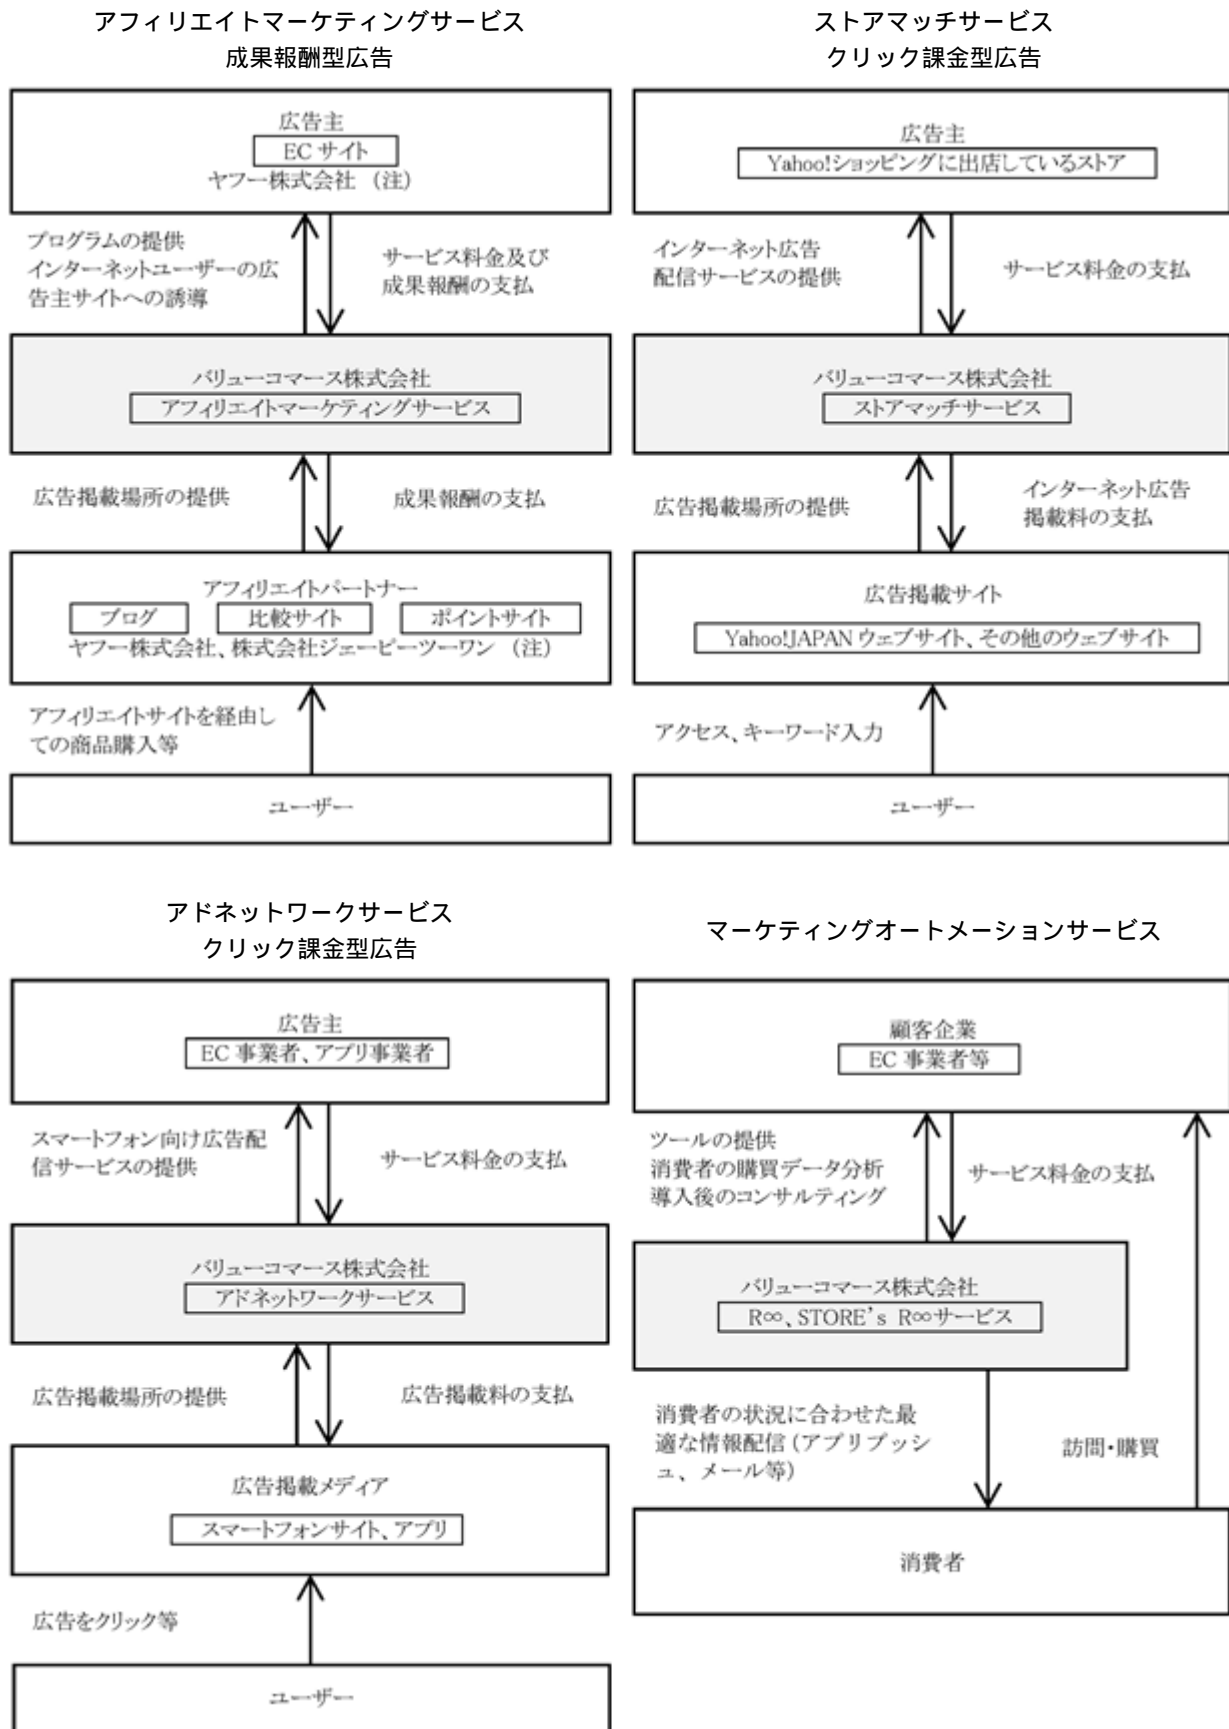 アフィリエイトマーケティングサービス
成果報酬型広告
広告主
ECサイト
ヤフー株式会社 (注)
プログラムの提供
インターネットユーザーの広
告主サイトへの誘導
サービス料金及び
成果報酬の支払
バリューコマース株式会社
アフィリエイトマーケティングサービス
広告掲載場所の提供
成果報酬の支払
アフィリエイトパートナー
ブログ
比較サイト
ポイントサイト
ヤフー株式会社、株式会社ジェーピーツーワン (注)
アフィリエイトサイトを経由し
ての商品購入等
ユーザー
ストアマッチサービス
クリック課金型広告
広告主
Yahoo!ショッピングに出店しているストア
インターネット広告
配信サービスの提供
サービス料金の支払
バリューコマース株式会社
ストアマッチサービス
広告掲載場所の提供
インターネット広告
掲載料の支払
広告掲載サイト
Yahoo!JAPANウェブサイト、その他のウェブサイト
アクセス、キーワード入力
ユーザー
アドネットワークサービス
クリック課金型広告
広告主
EC事業者、アプリ事業者
スマートフォン向け広告配
信サービスの提供
サービス料金の支払
バリューコマース株式会社
アドネットワークサービス
広告掲載場所の提供
広告掲載料の支払
広告掲載メディア
スマートフォンサイト、アプリ
広告をクリック等
ユーザー
マーケティングオートメーションサービス
顧客企業
EC事業者等
ツールの提供
消費者の購買データ分析
導入後のコンサルティング
サービス料金の支払
バリューコマース株式会社
R∞、STORE's R∞サービス
消費者の状況に合わせた最
適な情報配信(アプリプッシ
ュ、メール等)
訪問・購買
消費者